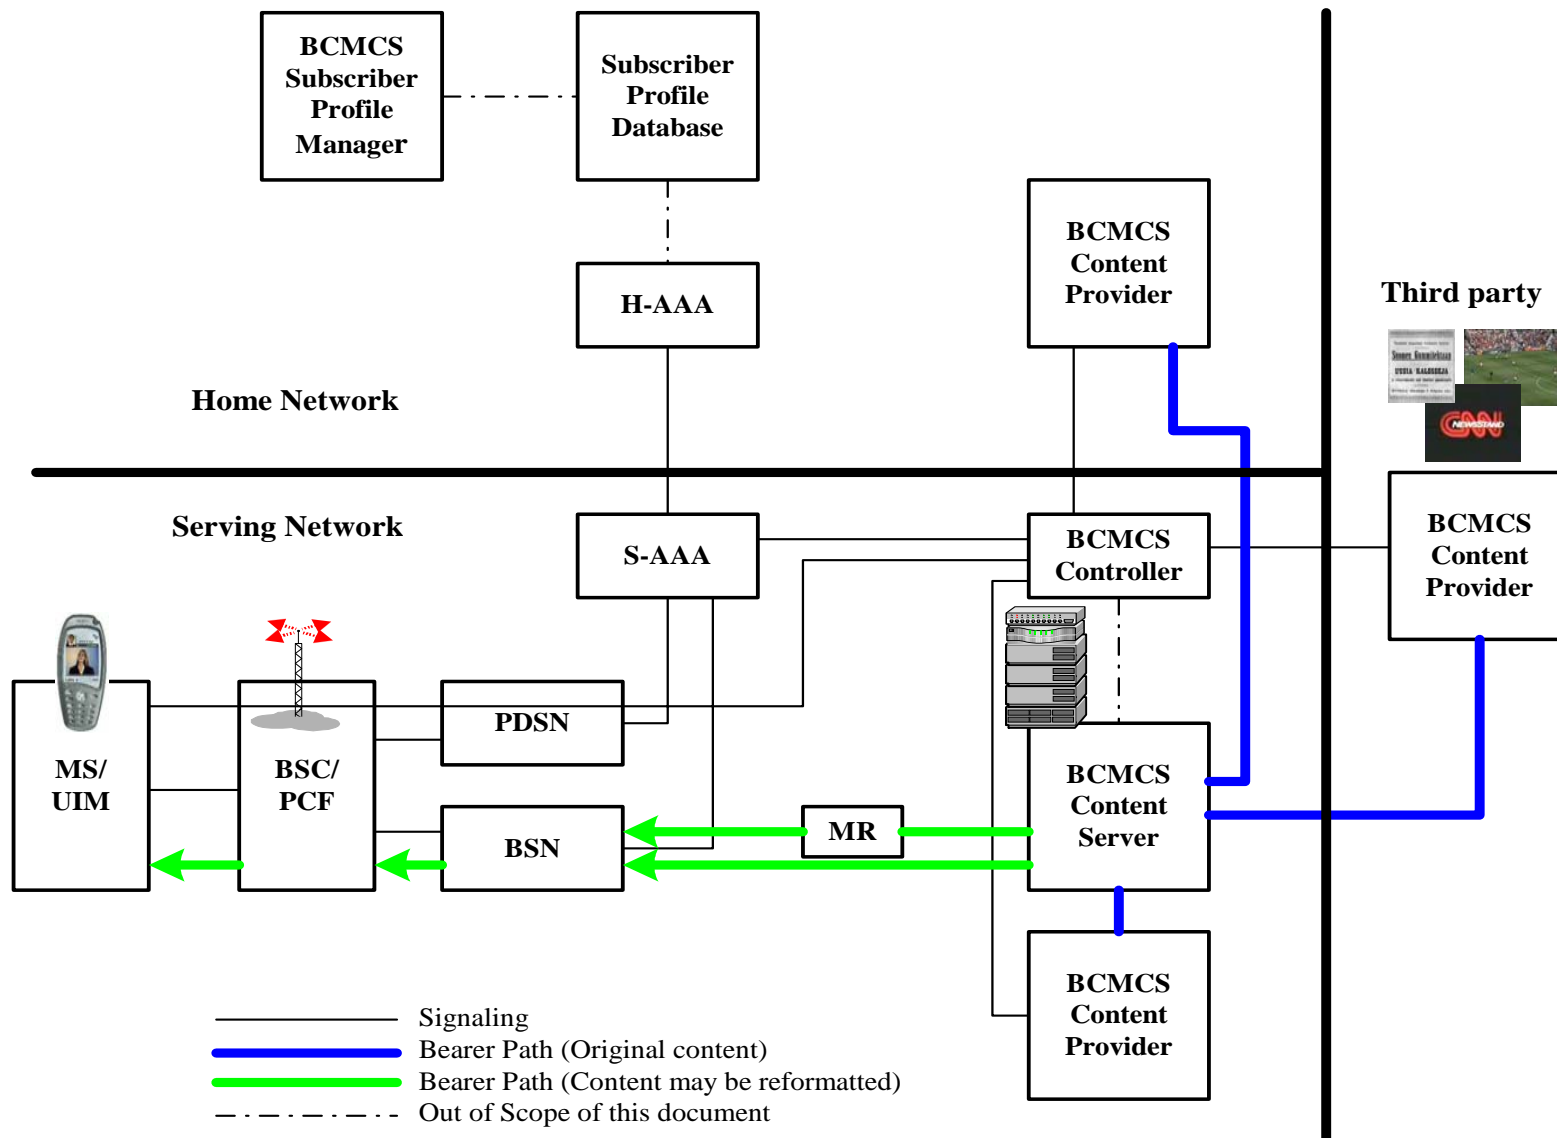 BCMCS
Subscriber
Profile
Manager
Subscriber
Profile
Database
H-AAA
BCMCS
Content
Provider
Third party
CNN
NEWSSTAND
Home Network
Serving Network
S-AAA
BCMCS
Controller
BCMCS
Content
Provider
MS/
UIM
BSC/
PCF
PDSN
BSN
MR
BCMCS
Content
Server
BCMCS
Content
Provider
Signaling
Bearer Path (Original content)
Bearer Path (Content may be reformatted)
Out of Scope of this document